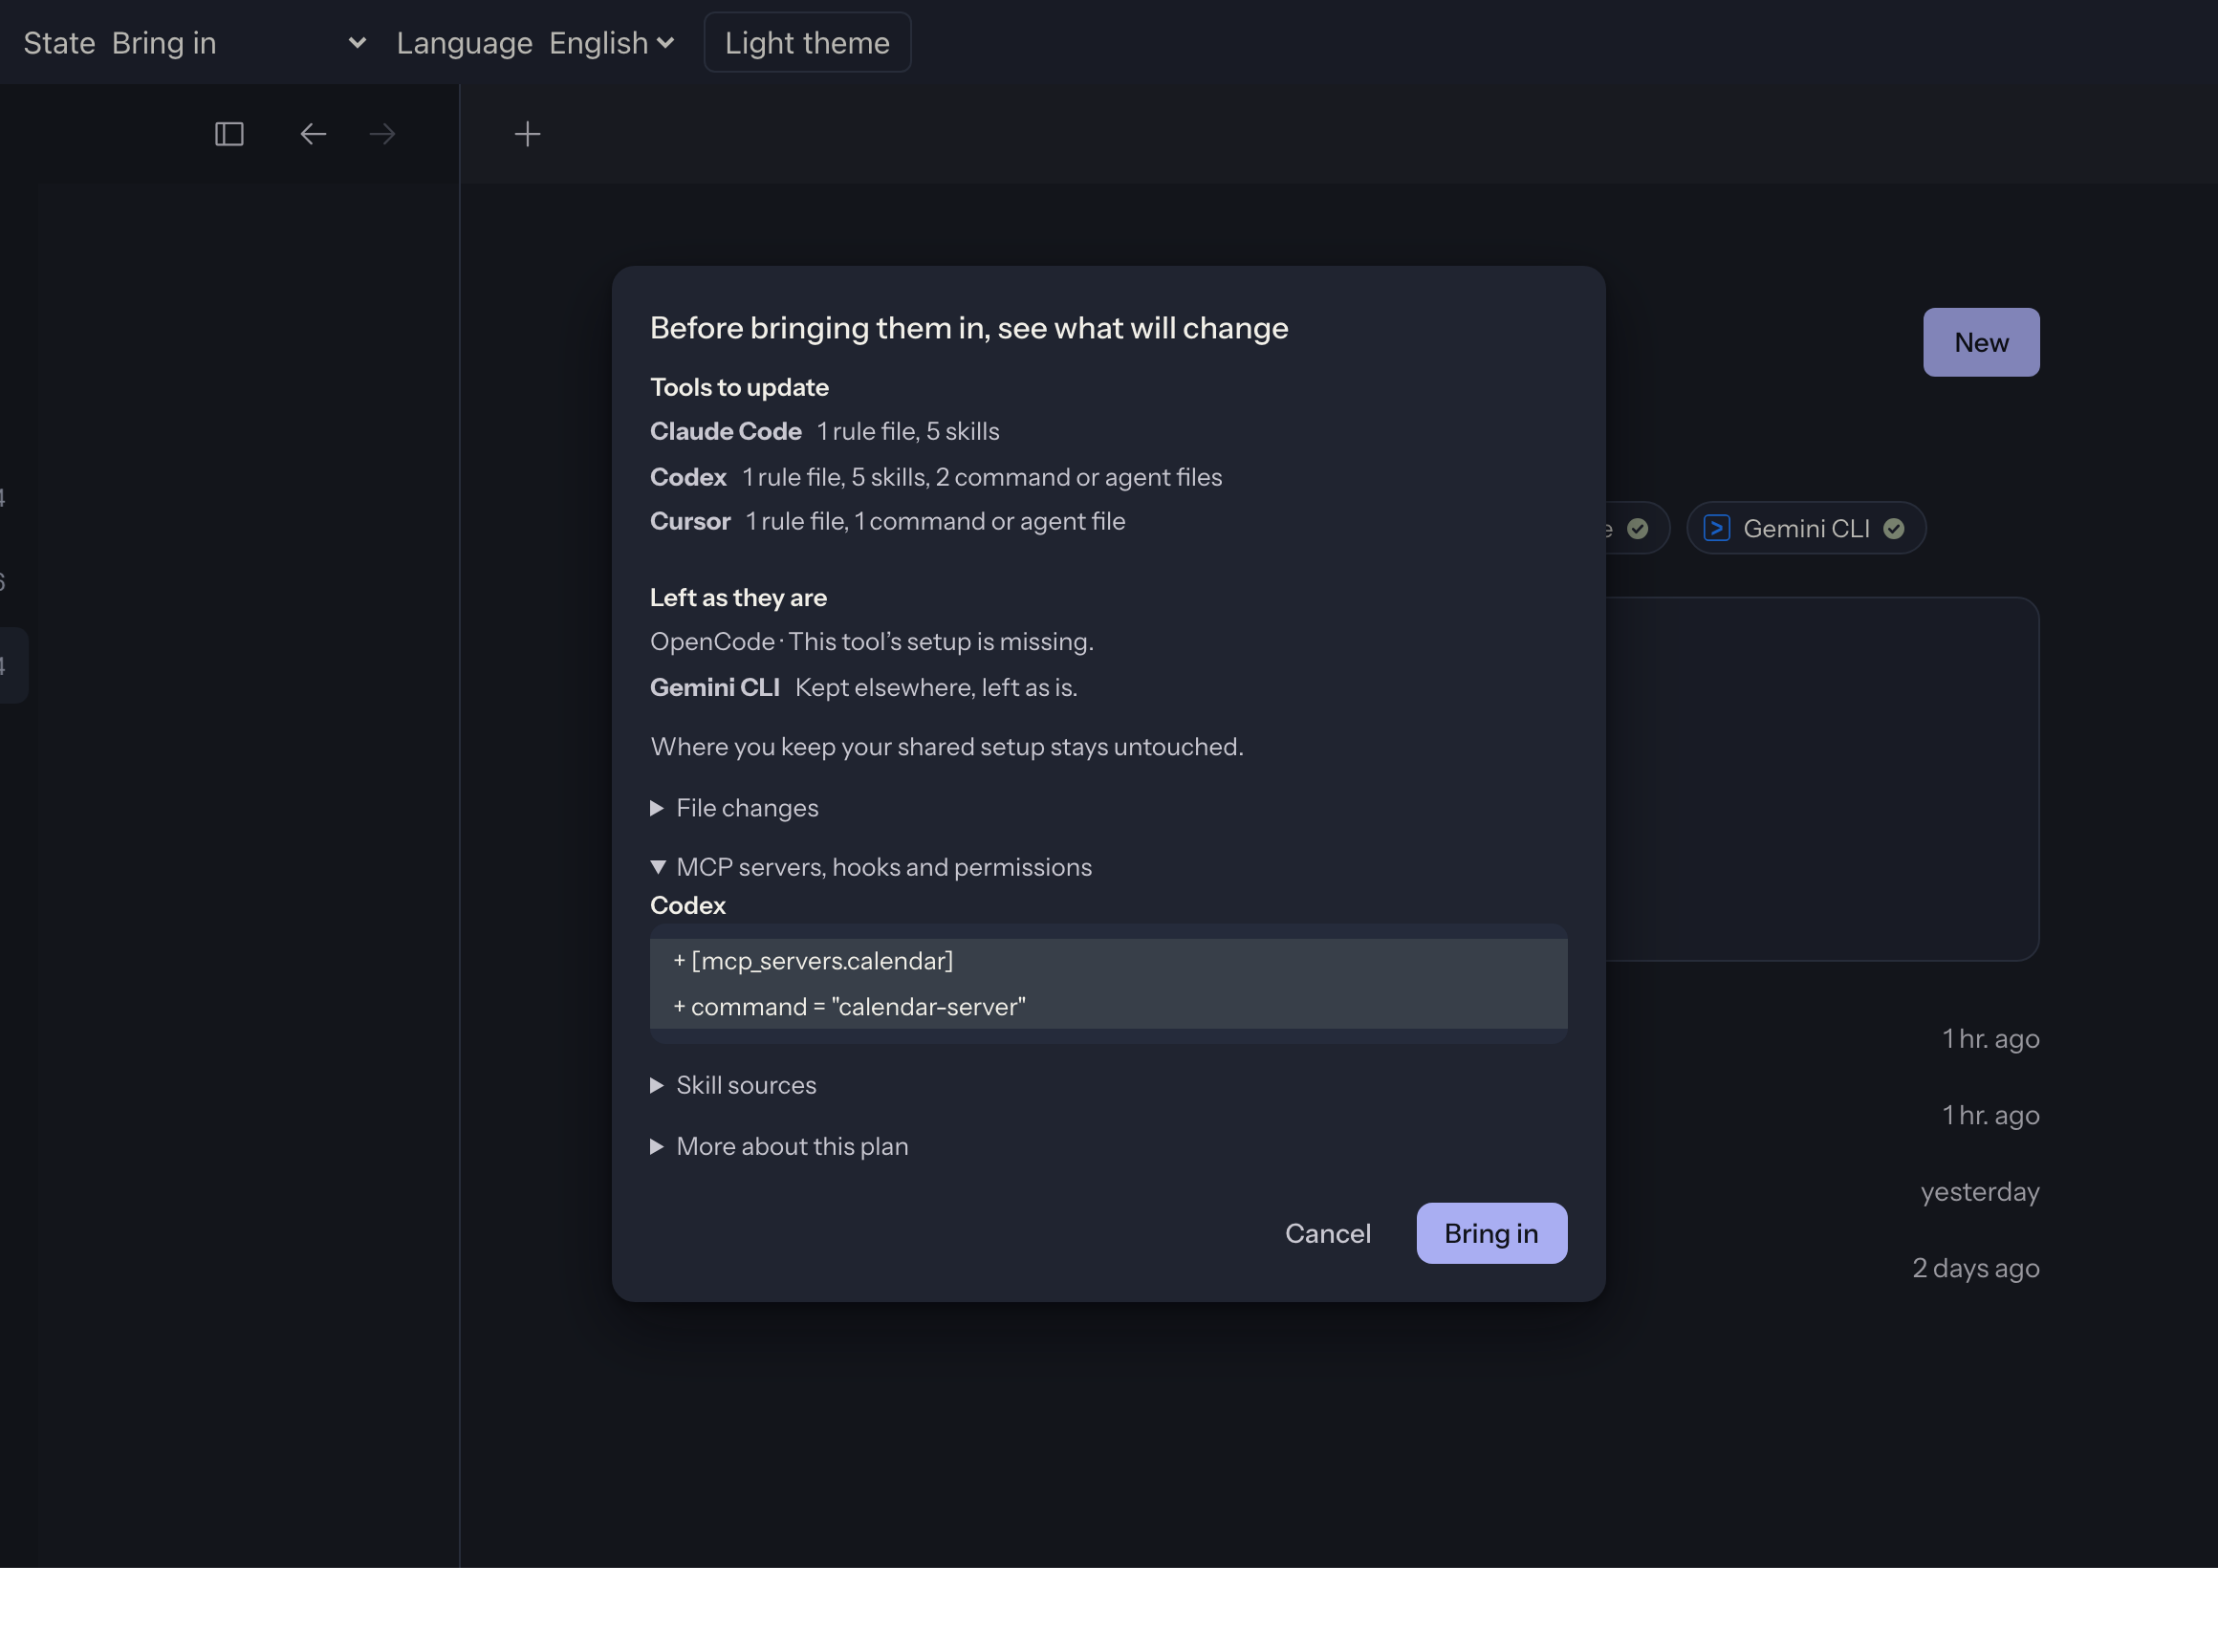 State Bring in Language English Light theme
Before bringing them in, see what will change
New
Tools to update
Claude Code 1 rule file, 5 skills
Codex 1 rule file, 5 skills, 2 command or agent files
Cursor 1 rule file, 1 command or agent file
Gemini CLI
Left as they are
OpenCode · This tool’s setup is missing.
Gemini CLI Kept elsewhere, left as is.
Where you keep your shared setup stays untouched.
▶ File changes
▼ MCP servers, hooks and permissions
Codex
+ [mcp_servers.calendar]
+ command = "calendar-server"
▶ Skill sources
▶ More about this plan
Cancel Bring in
1 hr. ago
1 hr. ago
yesterday
2 days ago